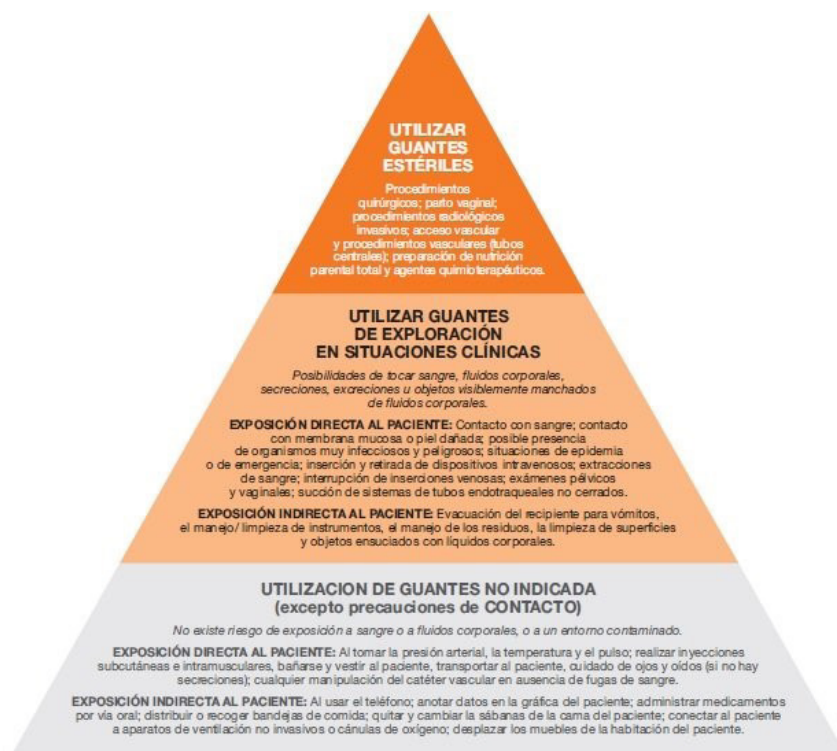 UTILIZAR
GUANTES
ESTÉRILES
Procedimientos
quirúrgicos; parto vaginal;
procedimientos radiológicos
invasivos; acceso vascular
y procedimientos vasculares (tubos
centrales); preparación de nutrición
parental total y agentes quimioterapéuticos.
UTILIZAR GUANTES
DE EXPLORACIÓN
EN SITUACIONES CLÍNICAS
Posibilidades de tocar sangre, fluidos corporales,
secreciones, excreciones u objetos visiblemente manchados
de fluidos corporales.
EXPOSICIÓN DIRECTA AL PACIENTE: Contacto con sangre; contacto
con membrana mucosa o piel dañada; posible presencia
de organismos muy infecciosos y peligrosos; situaciones de epidemia
o de emergencia; inserción y retirada de dispositivos intravenosos; extracciones
de sangre; interrupción de inserciones venosas; exámenes pélvicos
y vaginales; succión de sistemas de tubos endotraqueales no cerrados.
EXPOSICIÓN INDIRECTA AL PACIENTE: Evacuación del recipiente para vómitos,
el manejo/ limpieza de instrumentos, el manejo de los residuos, la limpieza de superficies
y objetos ensuciados con líquidos corporales.
UTILIZACION DE GUANTES NO INDICADA
(excepto precauciones de CONTACTO)
No existe riesgo de exposición a sangre o a fluidos corporales, o a un entorno contaminado.
EXPOSICIÓN DIRECTA AL PACIENTE: Al tomar la presión arterial, la temperatura y el pulso; realizar inyecciones
subcutáneas e intramusculares, bañarse y vestir al paciente, transportar al paciente, cuidado de ojos y oídos (si no hay
secreciones); cualquier manipulación del catéter vascular en ausencia de fugas de sangre.
EXPOSICIÓN INDIRECTA AL PACIENTE: Al usar el teléfono; anotar datos en la gráfica del paciente; administrar medicamentos
por via oral; distribuir o recoger bandejas de comida; quitar y cambiar la sábanas de la cama del paciente; conectar al paciente
a aparatos de ventilación no invasivos o cánulas de oxígeno; desplazar los muebles de la habitación del paciente.